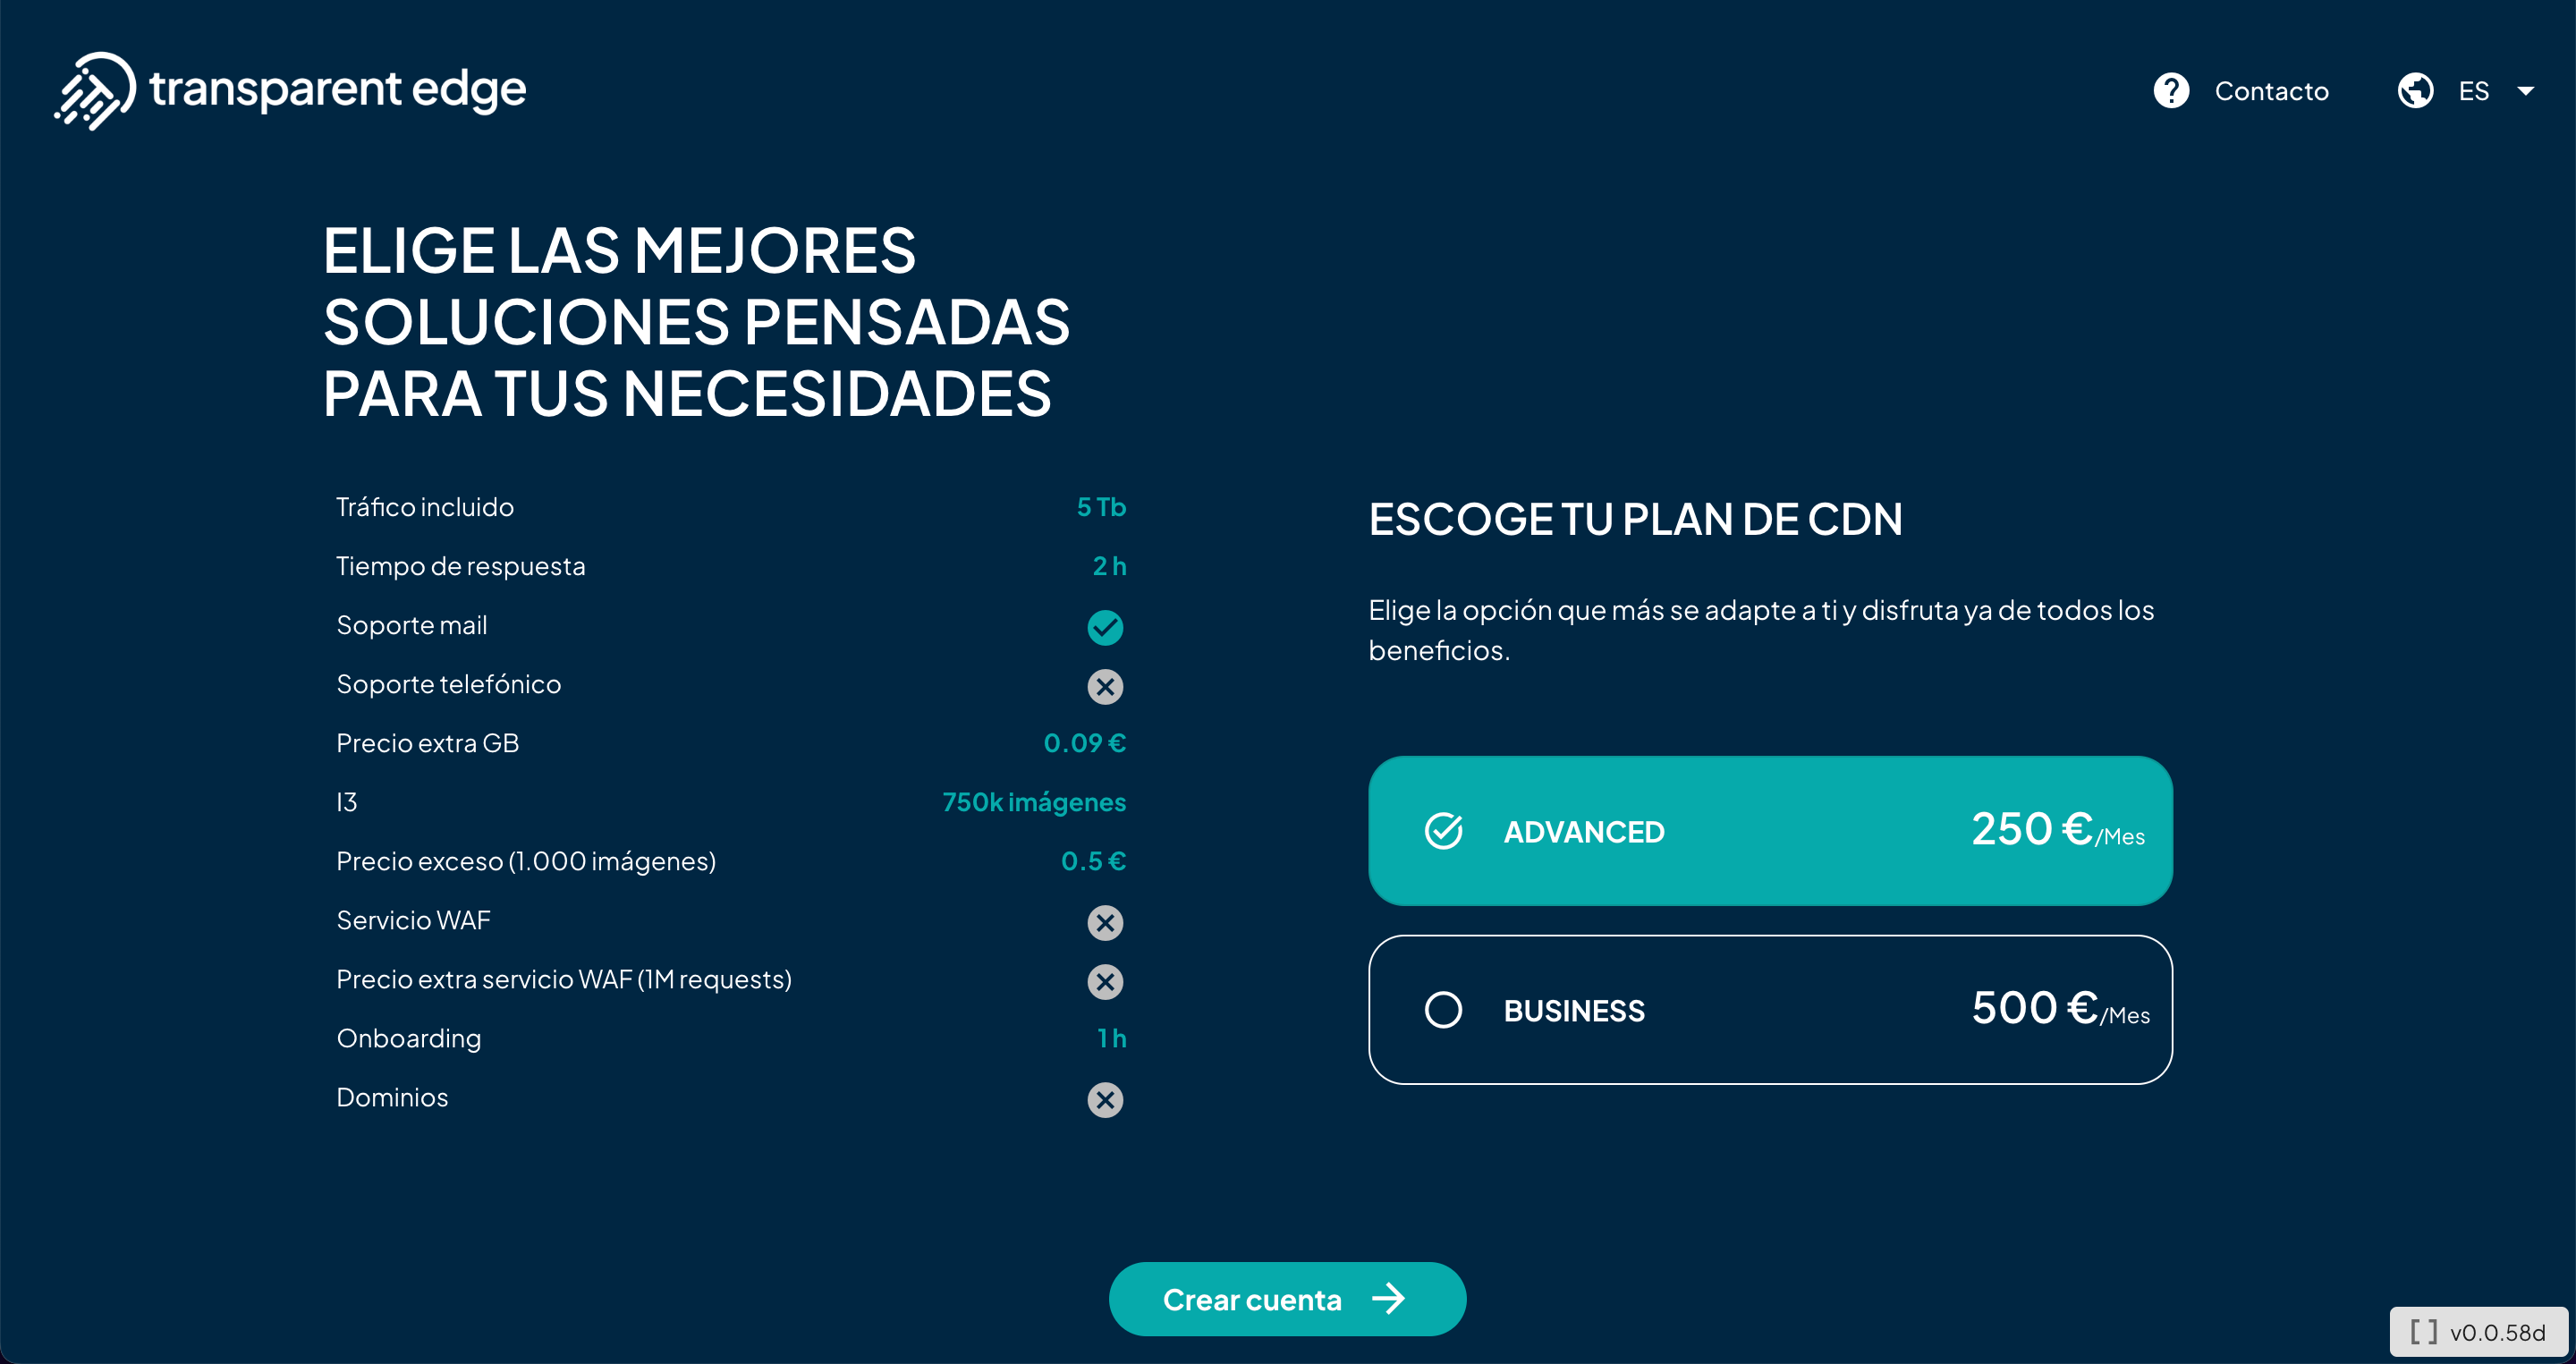 transparent edge
Contacto
ES
ELIGE LAS MEJORES
SOLUCIONES PENSADAS
PARA TUS NECESIDADES
Tráfico incluido 5 Tb
Tiempo de respuesta 2 h
Soporte mail
Soporte telefónico
Precio extra GB 0.09 €
I3 750k imágenes
Precio exceso (1.000 imágenes) 0.5 €
Servicio WAF
Precio extra servicio WAF (1M requests)
Onboarding 1 h
Dominios
ESCOGE TU PLAN DE CDN
Elige la opción que más se adapte a ti y disfruta ya de todos los
beneficios.
ADVANCED 250 €/Mes
BUSINESS 500 €/Mes
Crear cuenta
[ ] v0.0.58d